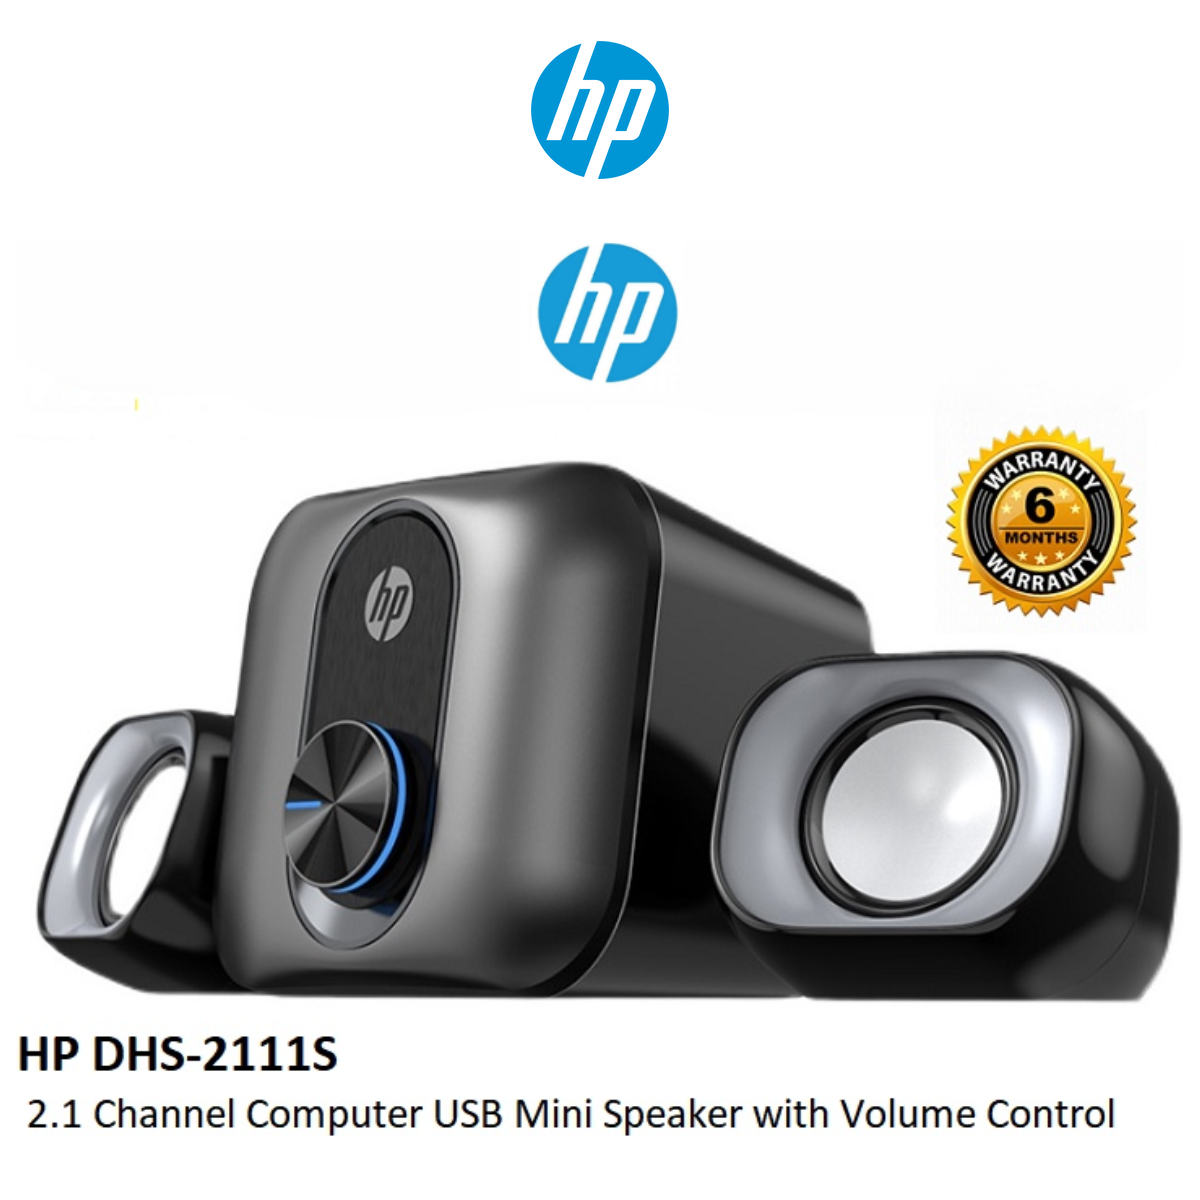 hp
hp
WARRANTY
6
MONTHS
WARRANTY
hp
HP DHS-2111S
2.1 Channel Computer USB Mini Speaker with Volume Control